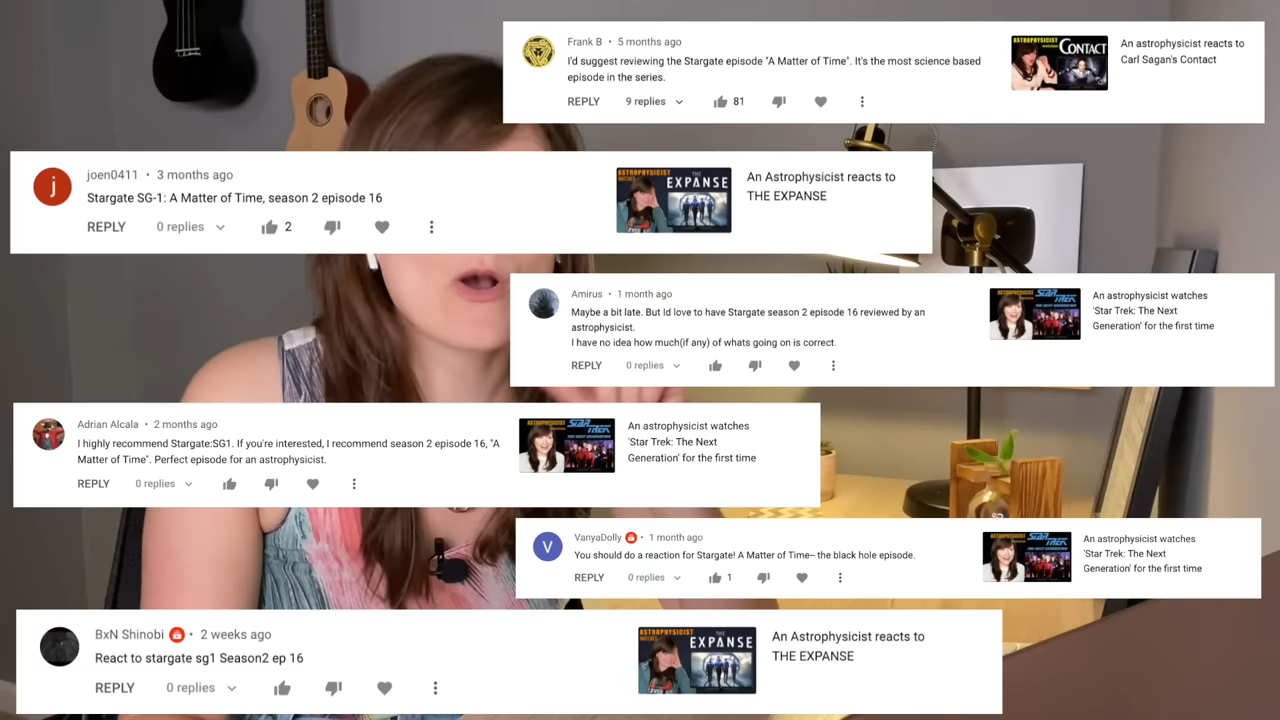 Frank B • 5 months ago
I'd suggest reviewing the Stargate episode "A Matter of Time". It's the most science based
episode in the series.
REPLY 9 replies 81
ASTROPHYSICIST
CONTACT
An astrophysicist reacts to
Carl Sagan's Contact
j
joen0411 • 3 months ago
Stargate SG-1: A Matter of Time, season 2 episode 16
REPLY 0 replies 2
ASTROPHYSICIST
WATCHES
THE
EXPANSE
An Astrophysicist reacts to
THE EXPANSE
Amirus • 1 month ago
Maybe a bit late. But Id love to have Stargate season 2 episode 16 reviewed by an
astrophysicist.
I have no idea how much(if any) of whats going on is correct.
REPLY 0 replies
ASTROPHYSICIST
STAR TREK
THE NEXT GENERATION
An astrophysicist watches
'Star Trek: The Next
Generation' for the first time
Adrian Alcala • 2 months ago
I highly recommend Stargate:SG1. If you're interested, I recommend season 2 episode 16, "A
Matter of Time". Perfect episode for an astrophysicist.
REPLY 0 replies
ASTROPHYSICIST
STAR TREK
THE NEXT GENERATION
An astrophysicist watches
'Star Trek: The Next
Generation' for the first time
V
VanyaDolly • 1 month ago
You should do a reaction for Stargate! A Matter of Time-- the black hole episode.
REPLY 0 replies 1
ASTROPHYSICIST
STAR TREK
THE NEXT GENERATION
An astrophysicist watches
'Star Trek: The Next
Generation' for the first time
BxN Shinobi • 2 weeks ago
React to stargate sg1 Season2 ep 16
REPLY 0 replies
ASTROPHYSICIST
WATCHES
THE
EXPANSE
An Astrophysicist reacts to
THE EXPANSE